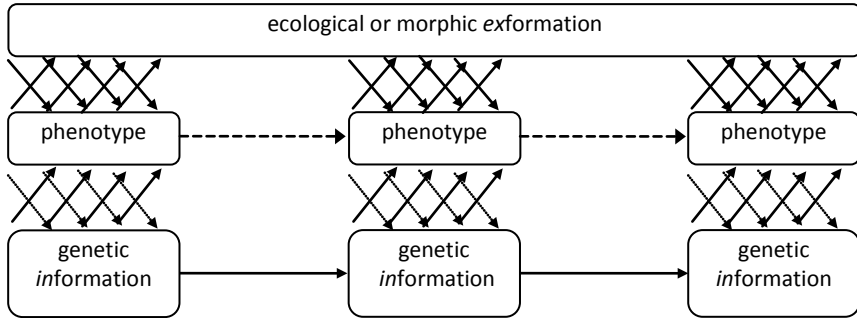 ecological or morphic exformation
phenotype phenotype phenotype
genetic genetic genetic
information information information